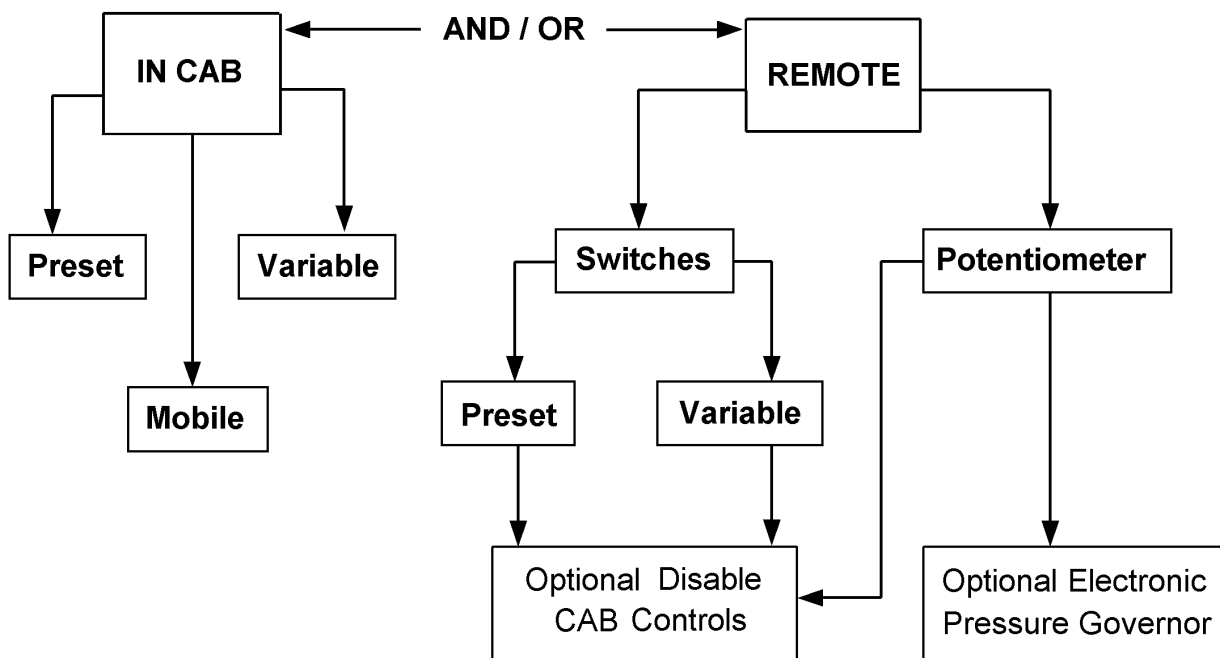 AND / OR
IN CAB
REMOTE
Preset
Variable
Switches
Potentiometer
Mobile
Preset
Variable
Optional Disable
CAB Controls
Optional Electronic
Pressure Governor